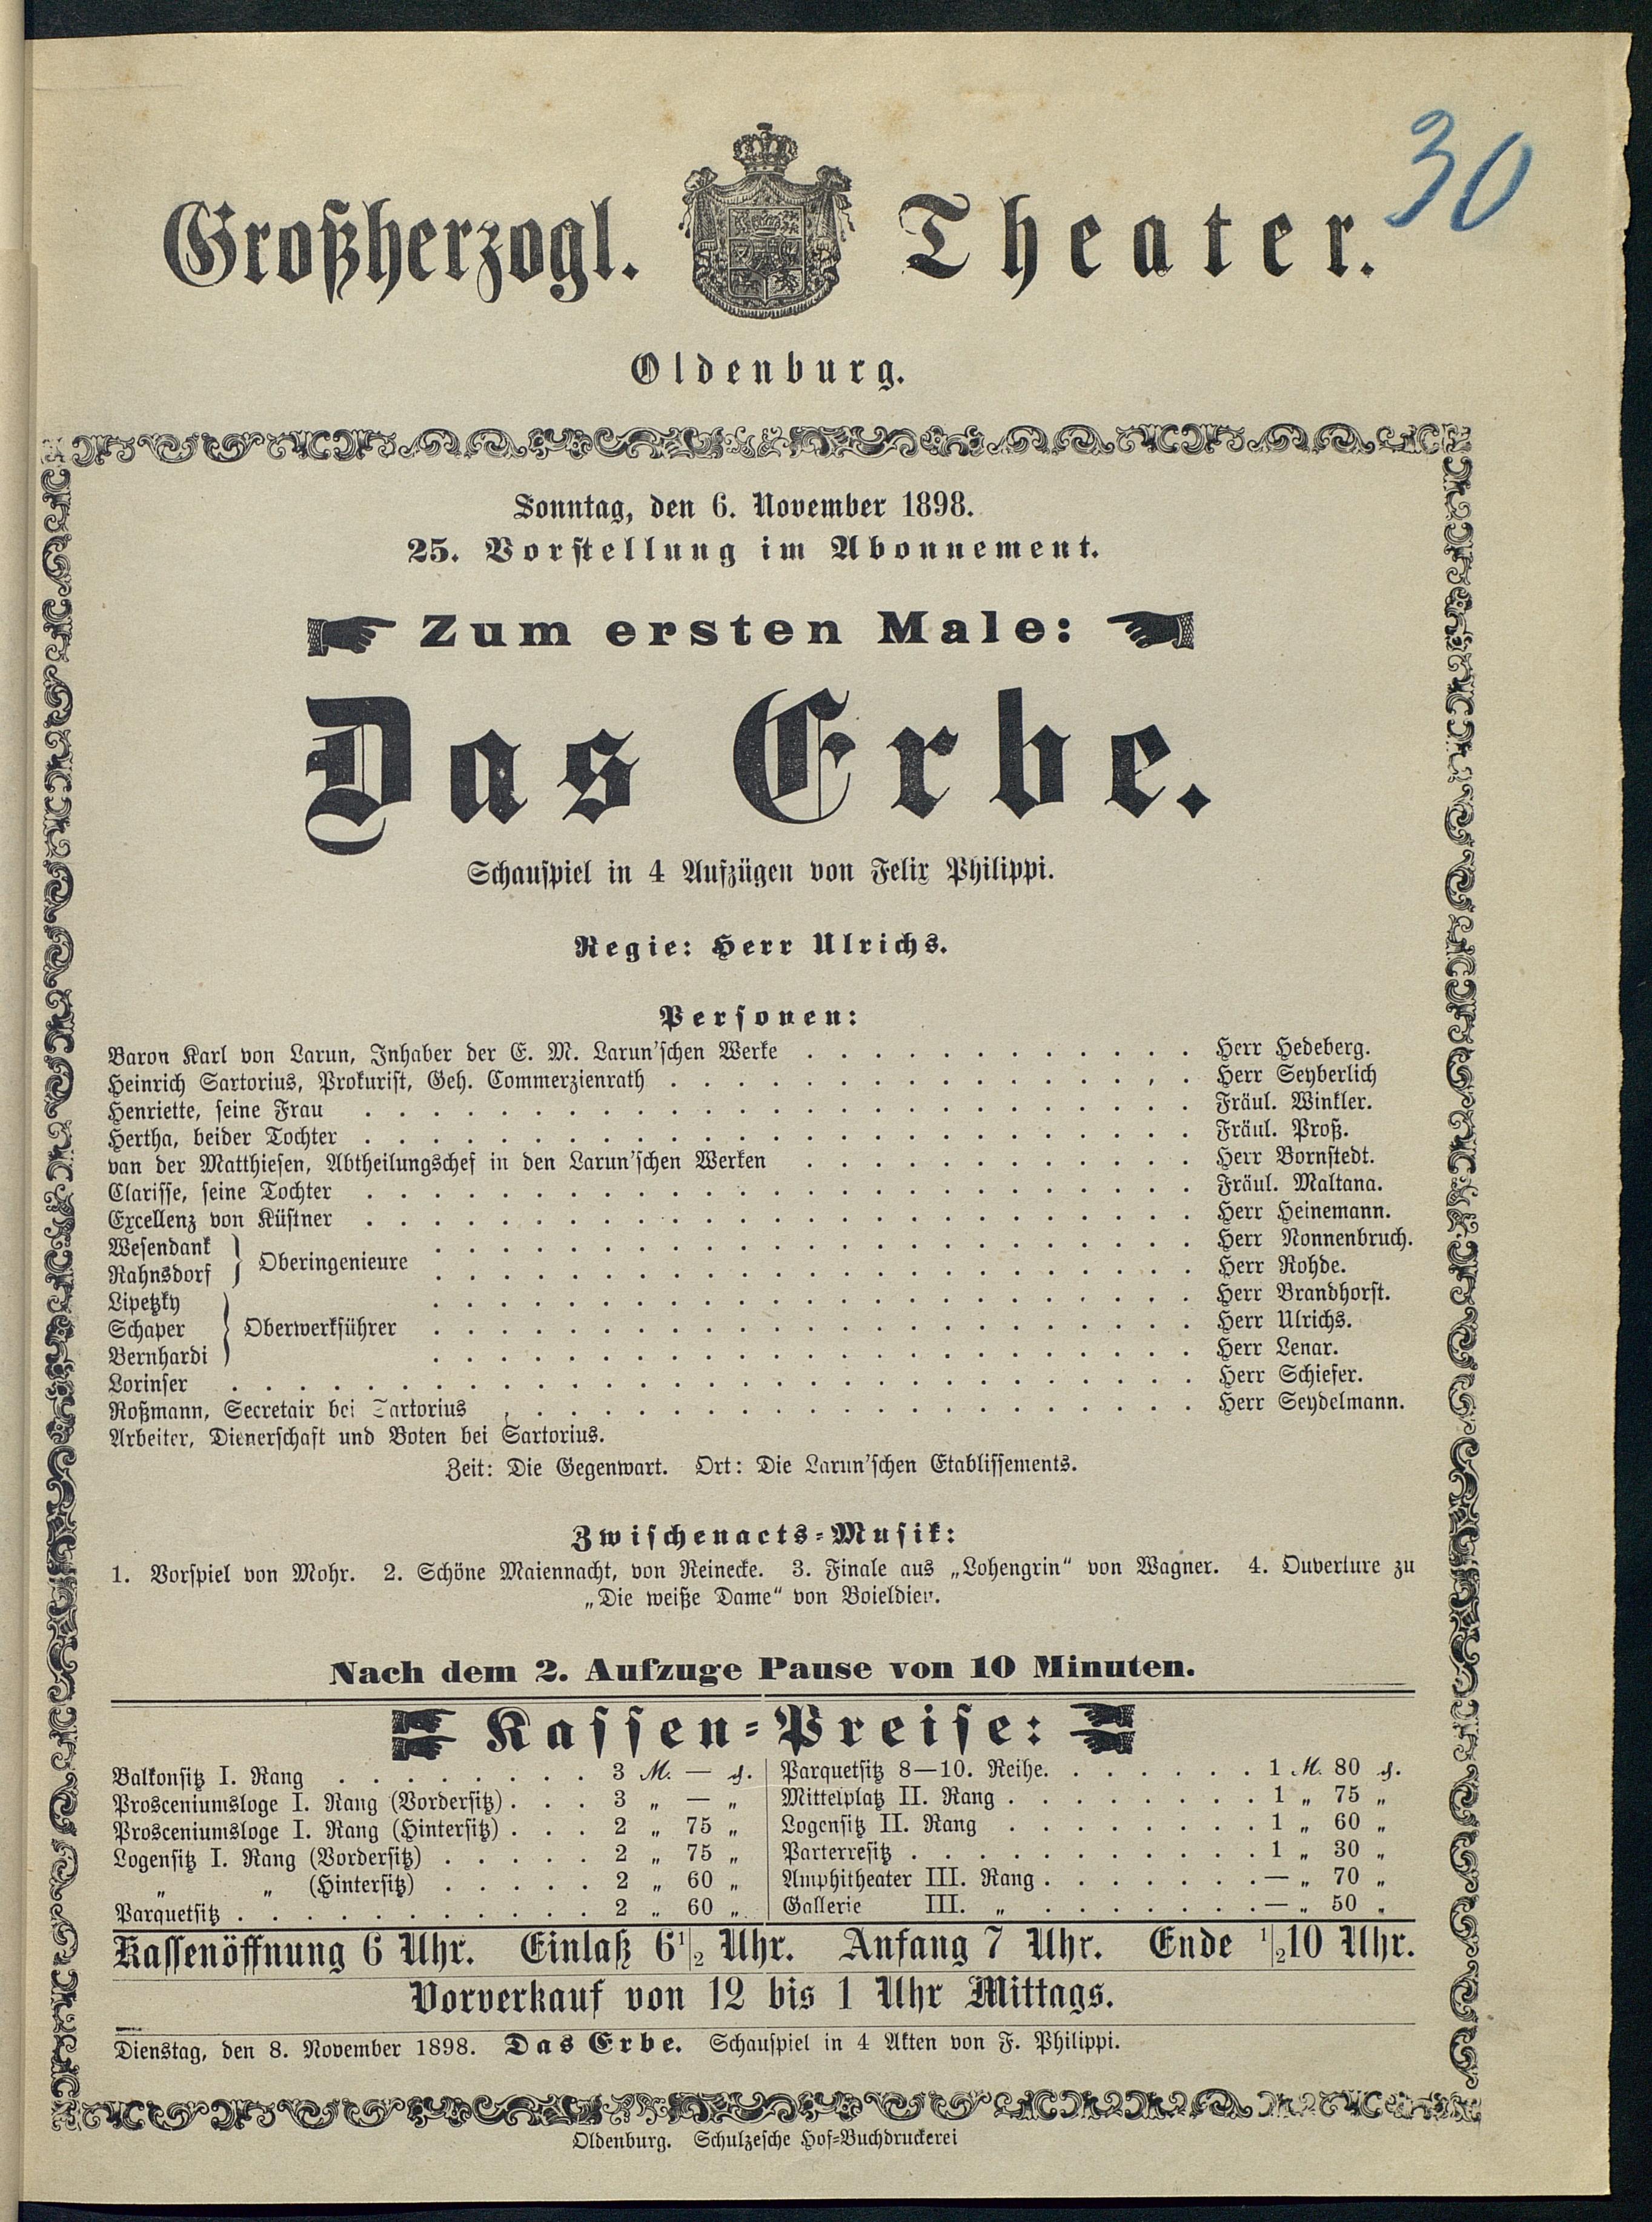 30
Großherzogl. Theater.
Oldenburg.
Sonntag, den 6. November 1898.
25. Vorstellung im Abonnement.
Zum ersten Male:
Das Erbe.
Schauspiel in 4 Aufzügen von Felix Philippi.
Regie: Herr Ulrichs.
Personen:
Baron Karl von Larun, Inhaber der E. M. Larun'schen Werke . . . . . . . . . . . . Herr Hedeberg.
Heinrich Sartorius, Prokurist, Geh. Commerzienrath . . . . . . . . . . . . . . . . Herr Seyberlich
Henriette, seine Frau . . . . . . . . . . . . . . . . . . . . . . . . . Fräul. Winkler.
Hertha, beider Tochter . . . . . . . . . . . . . . . . . . . . . . . . . Fräul. Proß.
van der Matthiesen, Abtheilungschef in den Larun'schen Werken . . . . . . . . . . . . Herr Bornstedt.
Clarisse, seine Tochter . . . . . . . . . . . . . . . . . . . . . . . . . Fräul. Maltana.
Excellenz von Küstner . . . . . . . . . . . . . . . . . . . . . . . . . Herr Heinemann.
Wesendank } Oberingenieure . . . . . . . . . . . . . . . . . . . . . . . Herr Nonnenbruch.
Rahnsdorf } . . . . . . . . . . . . . . . . . . . . . . . Herr Rohde.
Lipetzky } . . . . . . . . . . . . . . . . . . . . . . . Herr Brandhorst.
Schaper } Oberwerkführer . . . . . . . . . . . . . . . . . . . . . . . Herr Ulrichs.
Bernhardi } . . . . . . . . . . . . . . . . . . . . . . . Herr Lenar.
Lorinser . . . . . . . . . . . . . . . . . . . . . . . . . . . . . Herr Schiefer.
Roßmann, Secretair bei Sartorius . . . . . . . . . . . . . . . . . . . . . Herr Seydelmann.
Arbeiter, Dienerschaft und Boten bei Sartorius.
Zeit: Die Gegenwart. Ort: Die Larun'schen Etablissements.
Zwischenacts-Musik:
1. Vorspiel von Mohr. 2. Schöne Maiennacht, von Reinecke. 3. Finale aus „Lohengrin“ von Wagner. 4. Ouverture zu
„Die weiße Dame“ von Boieldieu.
Nach dem 2. Aufzuge Pause von 10 Minuten.
Kassen-Preise:
Balkonsitz I. Rang . . . . . . . . 3 M. — ₰.
Prosceniumsloge I. Rang (Vordersitz) . . . 3 „ — „
Prosceniumsloge I. Rang (Hintersitz) . . . 2 „ 75 „
Logensitz I. Rang (Vordersitz) . . . . . 2 „ 75 „
„ „ (Hintersitz) . . . . . 2 „ 60 „
Parquetsitz . . . . . . . . . . . 2 „ 60 „
Parquetsitz 8—10. Reihe. . . . . . . 1 M. 80 ₰.
Mittelplatz II. Rang . . . . . . . . 1 „ 75 „
Logensitz II. Rang . . . . . . . . 1 „ 60 „
Parterresitz . . . . . . . . . . . 1 „ 30 „
Amphitheater III. Rang . . . . . . . — „ 70 „
Gallerie III. „ . . . . . . . — „ 50 „
Kassenöffnung 6 Uhr. Einlaß 6½ Uhr. Anfang 7 Uhr. Ende ½10 Uhr.
Vorverkauf von 12 bis 1 Uhr Mittags.
Dienstag, den 8. November 1898. Das Erbe. Schauspiel in 4 Akten von F. Philippi.
Oldenburg. Schulzesche Hof-Buchdruckerei